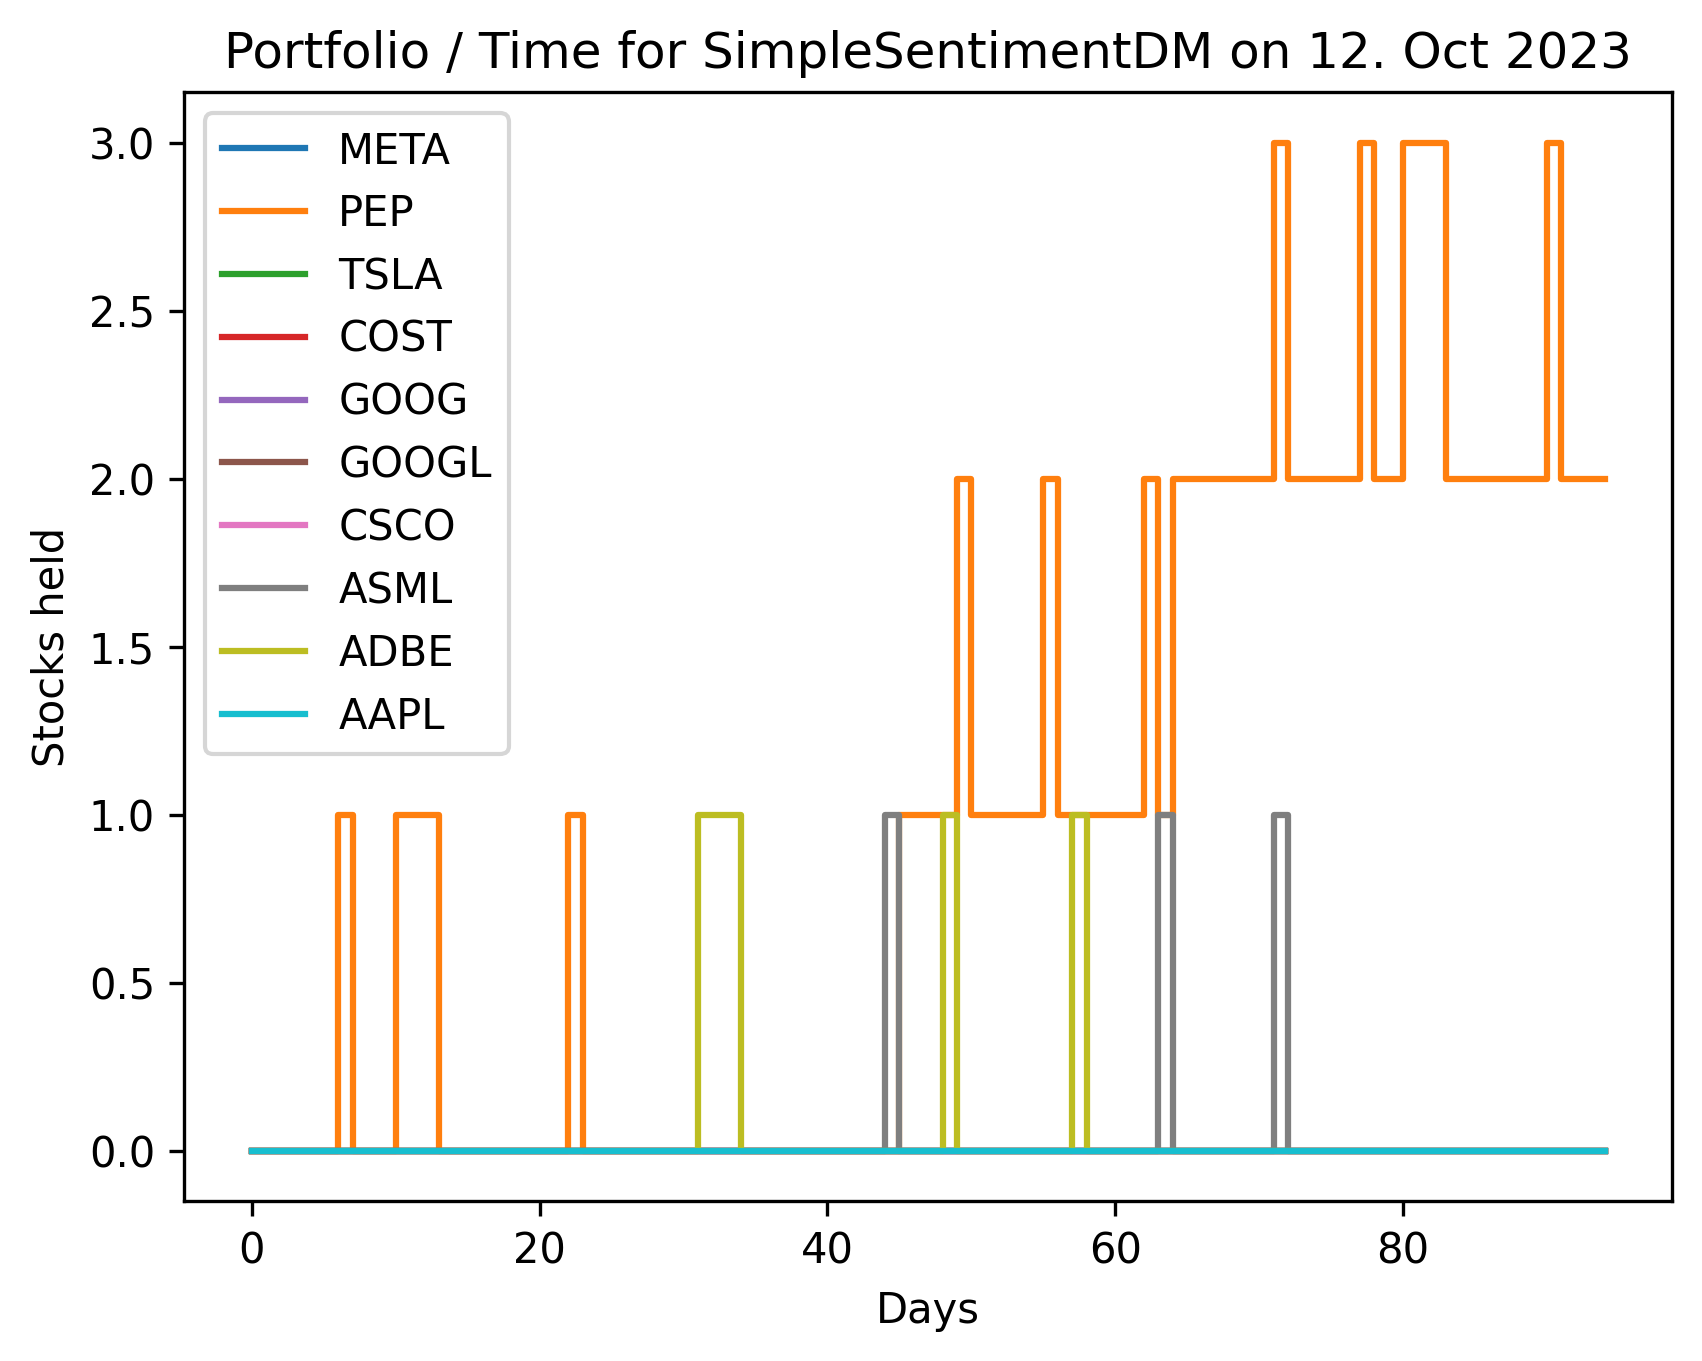 Portfolio / Time for SimpleSentimentDM on 12. Oct 2023
META
PEP
TSLA
COST
GOOG
GOOGL
CSCO
ASML
ADBE
AAPL
3.0
2.5
2.0
1.5
1.0
0.5
0.0
Stocks held
0 20 40 60 80
Days